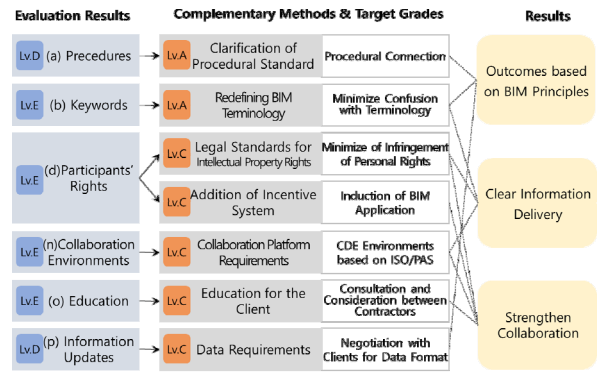 Evaluation Results
Complementary Methods & Target Grades
Results
Lv.D (a) Precedures
Lv.A
Clarification of
Procedural Standard
Procedural Connection
Outcomes based
on BIM Principles
Lv.E (b) Keywords
Lv.A
Redefining BIM
Terminology
Minimize Confusion
with Terminology
Lv.E (d)Participants'
Rights
Lv.C
Legal Standards for
Intellectual Property Rights
Minimize of Infringement
of Personal Rights
Lv.C
Addition of Incentive
System
Induction of BIM
Application
Clear Information
Delivery
Lv.E (n)Collaboration
Environments
Lv.C
Collaboration Platform
Requirements
CDE Environments
based on ISO/PAS
Lv.E (o) Education
Lv.C
Education for the
Client
Consultation and
Consideration between
Contractors
Strengthen
Collaboration
Lv.D (p) Information
Updates
Lv.C
Data Requirements
Negotiation with
Clients for Data Format